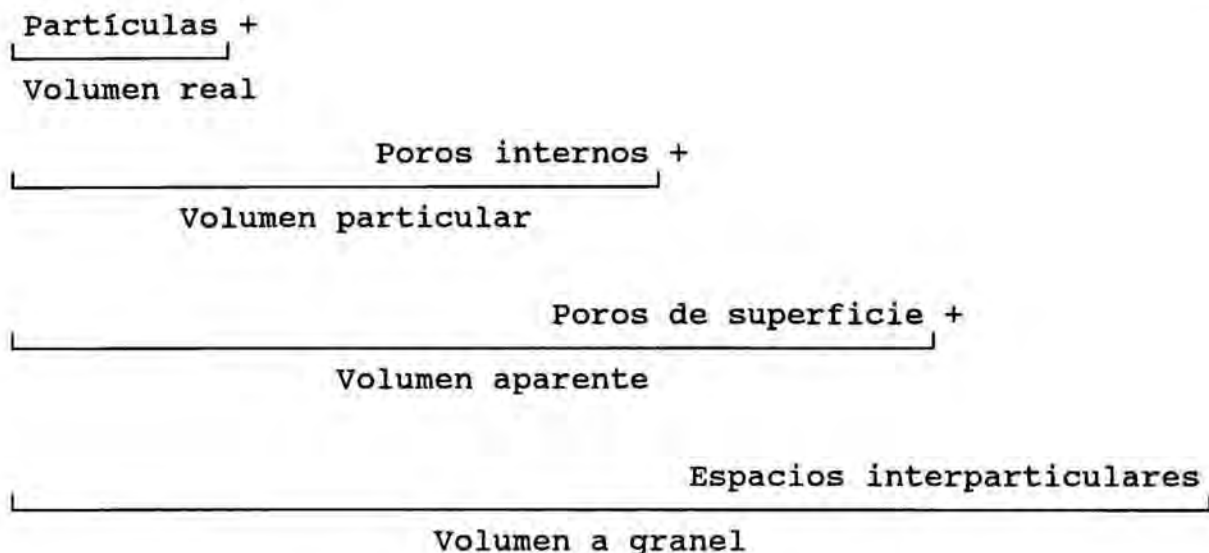 Partículas +
Volumen real
Poros internos +
Volumen particular
Poros de superficie +
Volumen aparente
Espacios interparticulares
Volumen a granel